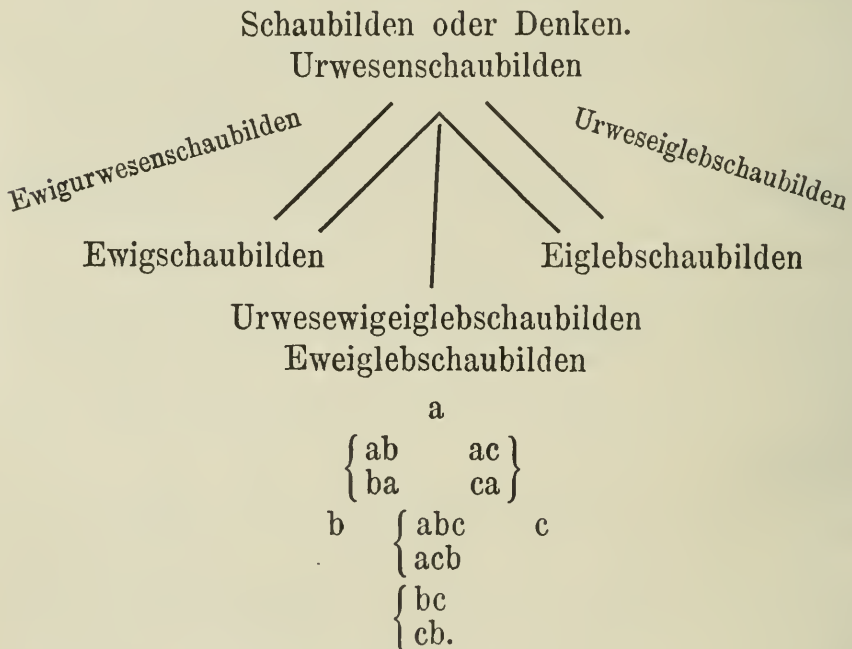 Schaubilden oder Denken.
Urwesenschaubilden
Ewigurwesenschaubilden
Urweseiglebschaubilden
Ewigschaubilden Eiglebschaubilden
Urwesewigeiglebschaubilden
Eweiglebschaubilden
a
{ ab ac }
{ ba ca }
b { abc c
{ acb
{ bc
{ cb.